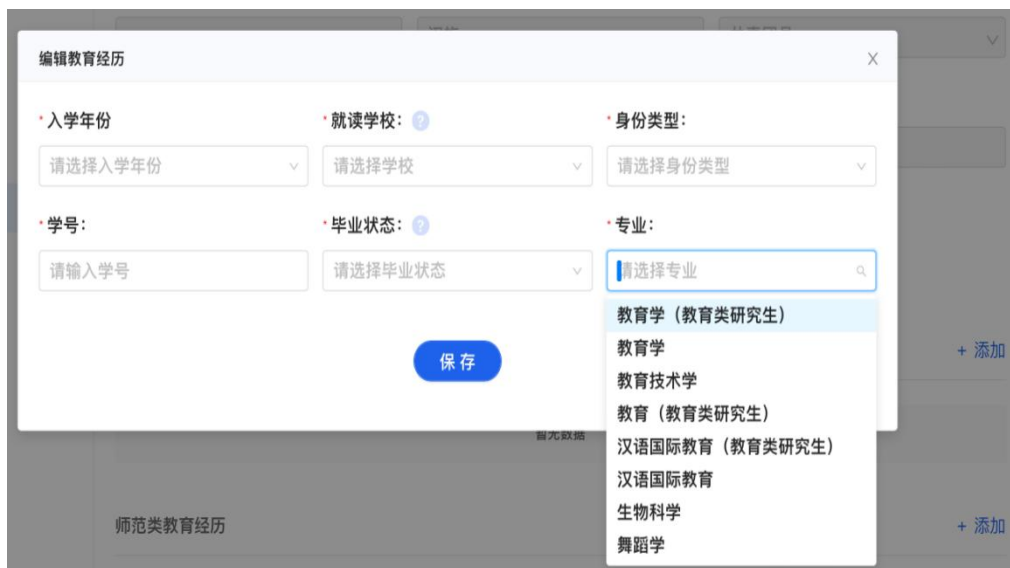 编辑教育经历
X
*入学年份
*就读学校： ?
*身份类型：
请选择入学年份
请选择学校
请选择身份类型
*学号：
*毕业状态： ?
*专业：
请输入学号
请选择毕业状态
请选择专业
教育学（教育类研究生）
教育学
+ 添加
保 存
教育技术学
教育（教育类研究生）
暂无数据
汉语国际教育（教育类研究生）
汉语国际教育
生物科学
师范类教育经历
+ 添加
舞蹈学